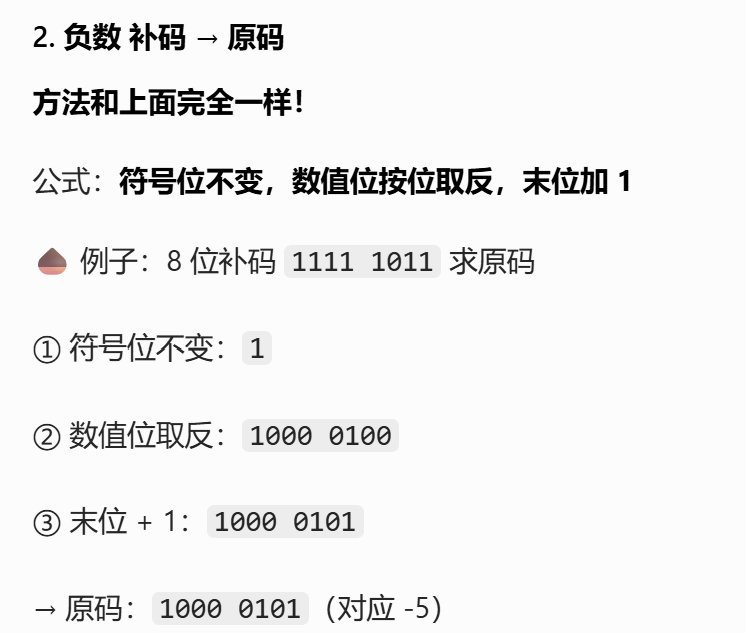 2. 负数 补码 → 原码
方法和上面完全一样！
公式：符号位不变，数值位按位取反，末位加 1
🌰 例子：8 位补码 1111 1011 求原码
① 符号位不变：1
② 数值位取反：1000 0100
③ 末位 + 1：1000 0101
→ 原码：1000 0101（对应 -5）